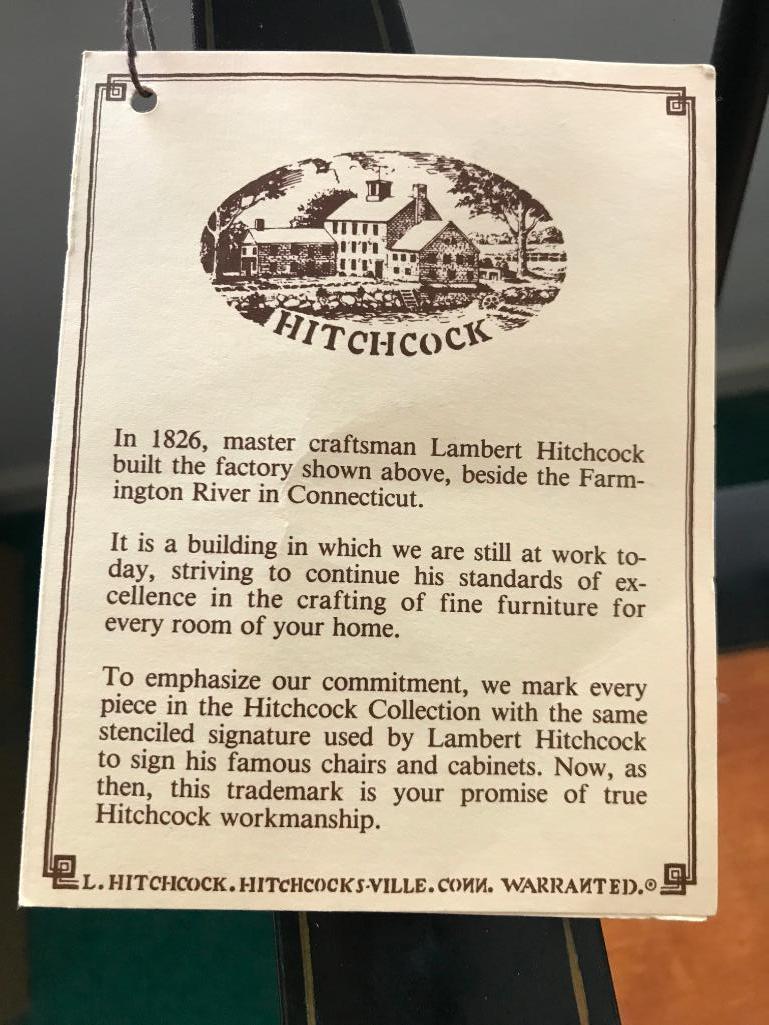 HITCHCOCK
In 1826, master craftsman Lambert Hitchcock
built the factory shown above, beside the Farm-
ington River in Connecticut.
It is a building in which we are still at work to-
day, striving to continue his standards of ex-
cellence in the crafting of fine furniture for
every room of your home.
To emphasize our commitment, we mark every
piece in the Hitchcock Collection with the same
stenciled signature used by Lambert Hitchcock
to sign his famous chairs and cabinets. Now, as
then, this trademark is your promise of true
Hitchcock workmanship.
L. HITCHCOCK. HITCHCOCKS-VILLE. CONN. WARRANTED.®